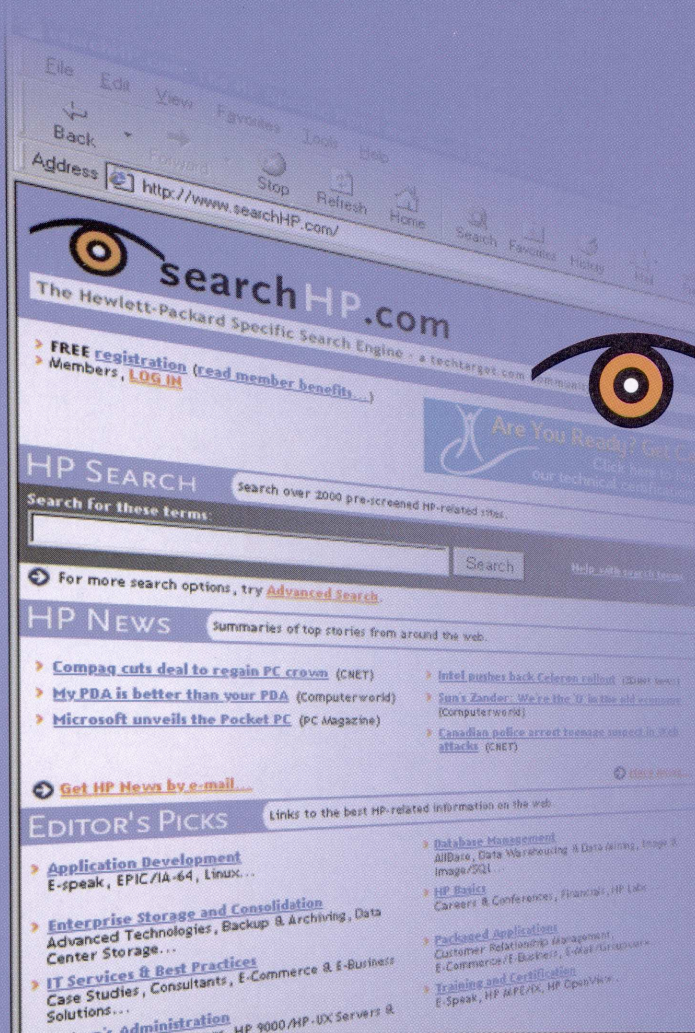 File Edit View Favorites Tools Help
Back Forward Stop Refresh Home Search Favorites History
Address http://www.searchHP.com/
searchHP.com
The Hewlett-Packard Specific Search Engine - a techtarget.com community
> FREE registration (read member benefits...)
> Members, LOG IN
Are You Ready? Get
Click here to
our technical certification
HP SEARCH
Search over 2000 pre-screened HP-related sites.
Search for these terms:
Search
Help with search terms
For more search options, try Advanced Search.
HP NEWS
Summaries of top stories from around the web.
> Compaq cuts deal to regain PC crown (CNET)
> My PDA is better than your PDA (Computerworld)
> Microsoft unveils the Pocket PC (PC Magazine)
> Intel pushes back Celeron rollout
> Sun's Zander: We're the '0' in the old economy
(Computerworld)
> Canadian police arrest teenage suspect in Web
attacks (CNET)
Get HP News by e-mail...
EDITOR'S PICKS
Links to the best HP-related information on the web
> Application Development
E-speak, EPIC/IA-64, Linux...
> Enterprise Storage and Consolidation
Advanced Technologies, Backup & Archiving, Data
Center Storage...
> IT Services & Best Practices
Case Studies, Consultants, E-Commerce & E-Business
Solutions...
Administration
HP 9000/HP-UX Servers &
> Database Management
AllBase, Data Warehousing & Data Mining, Image &
Image/SQL...
> HP Basics
Careers & Conferences, Financials, HP Labs...
> Packaged Applications
Customer Relationship Management,
E-Commerce/E-Business, E-Mail/Groupware...
> Training and Certification
E-Speak, HP MPE/iX, HP OpenView...